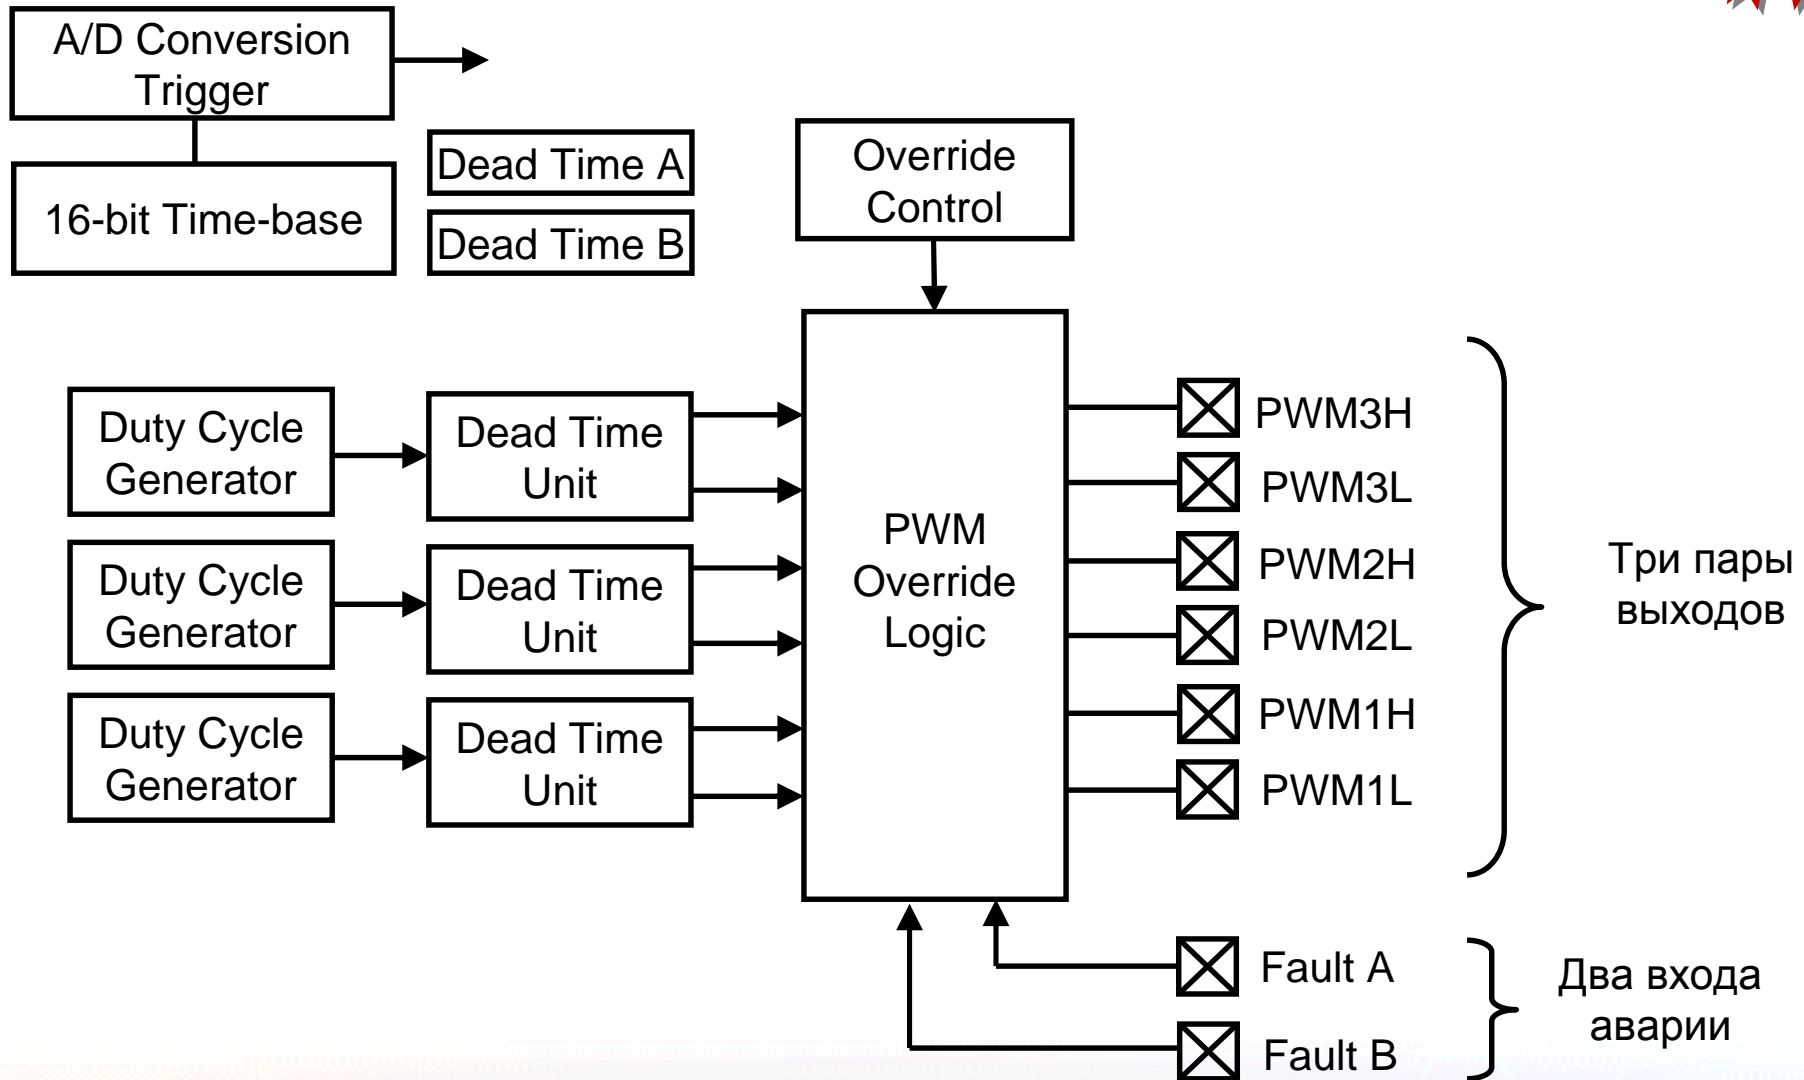 A/D Conversion
Trigger
16-bit Time-base
Dead Time A
Dead Time B
Override
Control
Duty Cycle
Generator
Dead Time
Unit
Duty Cycle
Generator
Dead Time
Unit
Duty Cycle
Generator
Dead Time
Unit
PWM
Override
Logic
PWM3H
PWM3L
PWM2H
PWM2L
PWM1H
PWM1L
Три пары
выходов
Fault A
Fault B
Два входа
аварии